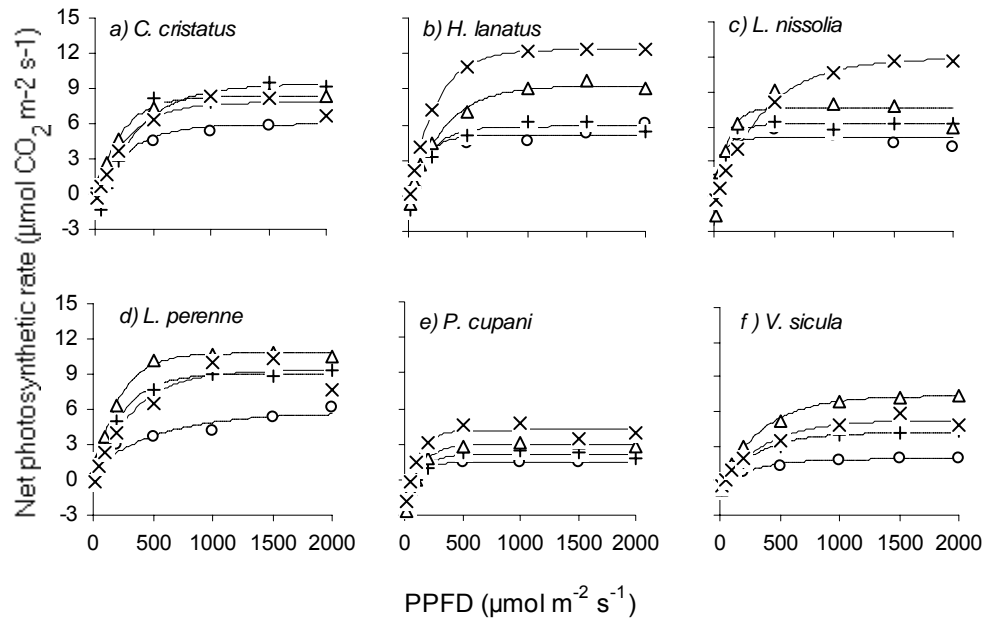 15
12
9
6
3
0
-3
a) C. cristatus
b) H. lanatus
c) L. nissolia
Net photosynthetic rate (µmol CO2 m-2 s-1)
15
12
9
6
3
0
-3
d) L. perenne
e) P. cupani
f ) V. sicula
0 500 1000 1500 2000
0 500 1000 1500 2000
0 500 1000 1500 2000
PPFD (µmol m-2 s-1)